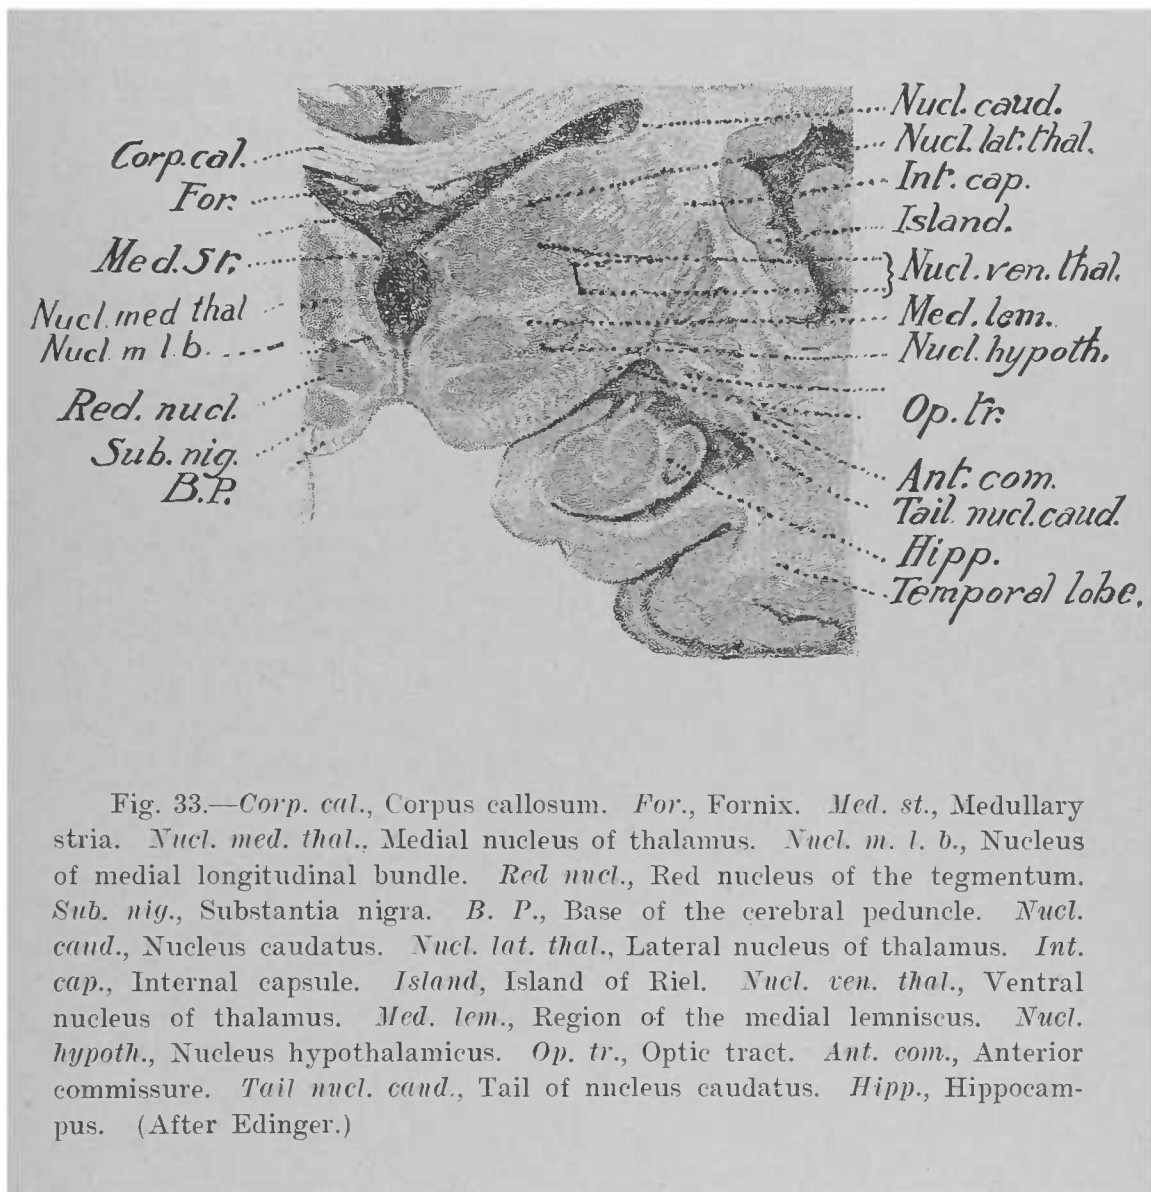 Corp. cal.
For.
Med. Str.
Nucl. med thal
Nucl. m l. b.
Red. nucl.
Sub. nig.
B.P.
Nucl. caud.
Nucl. lat. thal.
Int. cap.
Island.
Nucl. ven. thal.
Med. lem.
Nucl. hypoth.
Op. tr.
Ant. com.
Tail nucl. caud.
Hipp.
Temporal lobe.
Fig. 33.—Corp. cal., Corpus callosum. For., Fornix. Med. st., Medullary
stria. Nucl. med. thal., Medial nucleus of thalamus. Nucl. m. l. b., Nucleus
of medial longitudinal bundle. Red nucl., Red nucleus of the tegmentum.
Sub. nig., Substantia nigra. B. P., Base of the cerebral peduncle. Nucl.
caud., Nucleus caudatus. Nucl. lat. thal., Lateral nucleus of thalamus. Int.
cap., Internal capsule. Island, Island of Riel. Nucl. ven. thal., Ventral
nucleus of thalamus. Med. lem., Region of the medial lemniscus. Nucl.
hypoth., Nucleus hypothalamicus. Op. tr., Optic tract. Ant. com., Anterior
commissure. Tail nucl. caud., Tail of nucleus caudatus. Hipp., Hippocam-
pus. (After Edinger.)